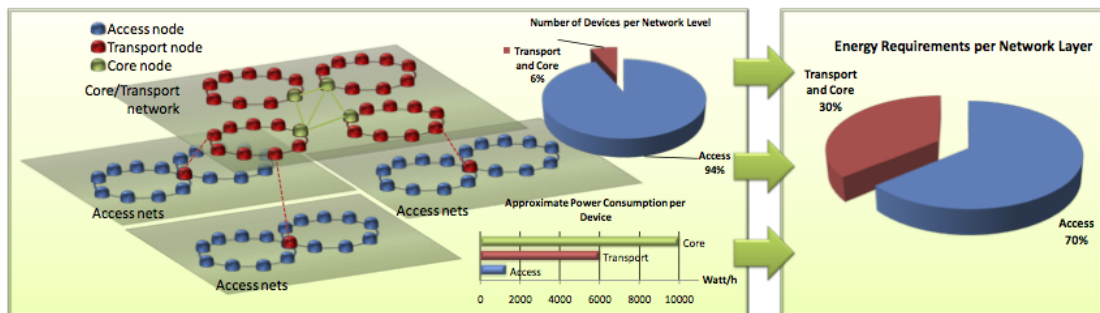 Access node
Transport node
Core node
Core/Transport
network
Access nets
Access nets
Access nets
Number of Devices per Network Level
Transport
and Core
6%
Access
94%
Approximate Power Consumption per
Device
Core
Transport
Access
0
2000
4000
6000
8000
10000
Watt/h
Energy Requirements per Network Layer
Transport
and Core
30%
Access
70%